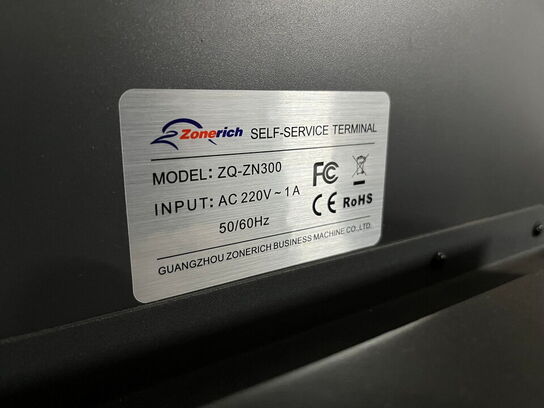 Zonerich SELF-SERVICE TERMINAL
MODEL: ZQ-ZN300
INPUT: AC 220V ~ 1 A
50/60Hz
FC
CE RoHS
GUANGZHOU ZONERICH BUSINESS MACHINE CO.,LTD.